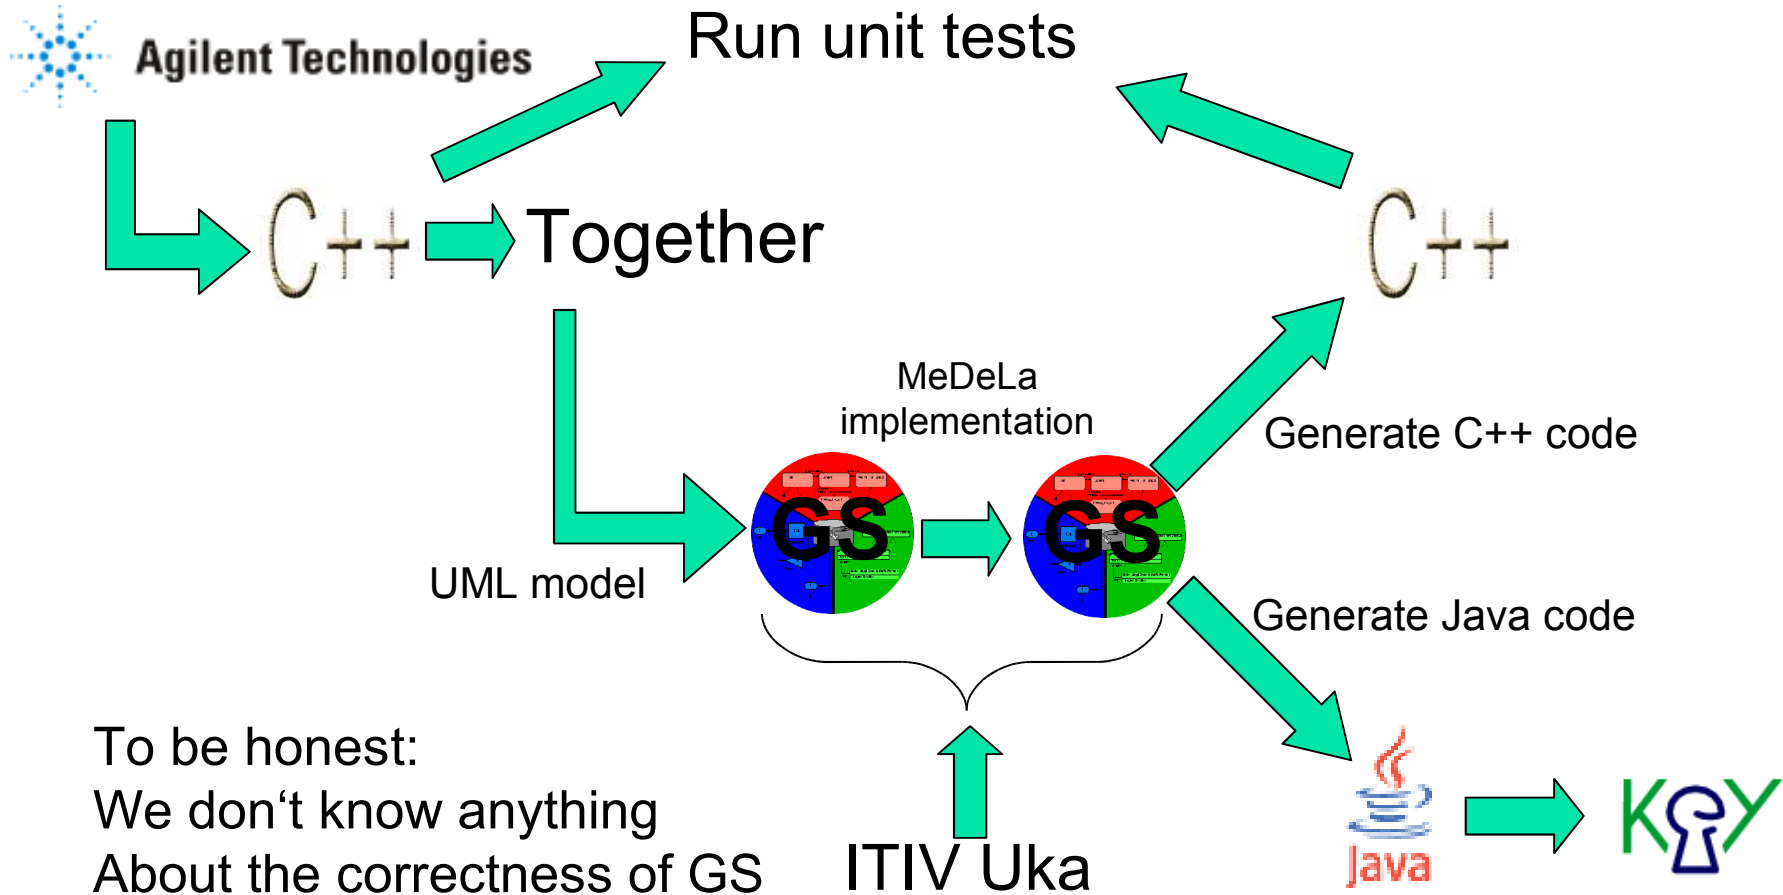 Agilent Technologies
Run unit tests
C++
Together
C++
MeDeLa
implementation
Generate C++ code
GS
GS
UML model
Generate Java code
To be honest:
We don‘t know anything
About the correctness of GS
ITIV Uka
Java
KeY